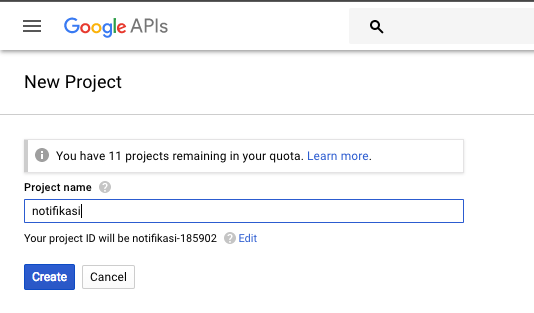 Google APIs
New Project
You have 11 projects remaining in your quota. Learn more.
Project name
notifikasi
Your project ID will be notifikasi-185902 Edit
Create Cancel